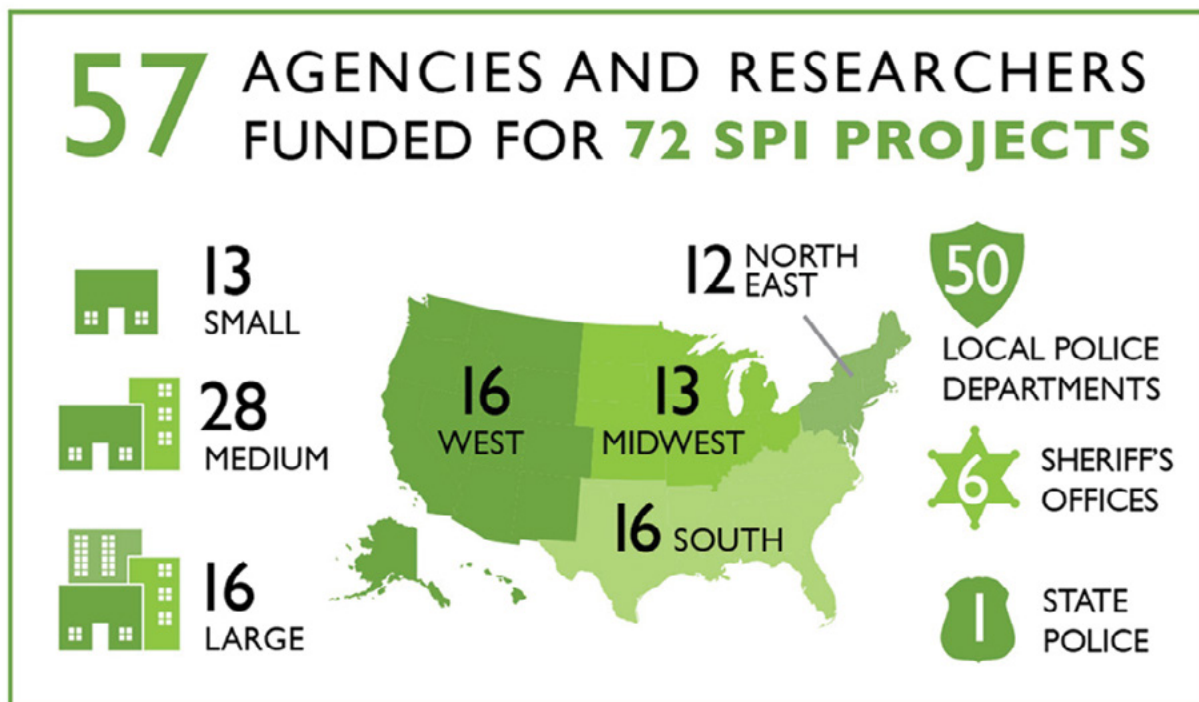 57 AGENCIES AND RESEARCHERS
FUNDED FOR 72 SPI PROJECTS
13
SMALL
28
MEDIUM
16
LARGE
16
WEST
13
MIDWEST
12 NORTH
EAST
16 SOUTH
50
LOCAL POLICE
DEPARTMENTS
6
SHERIFF'S
OFFICES
1
STATE
POLICE